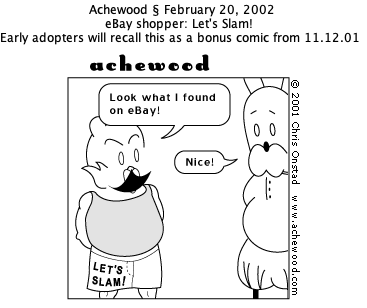 Achewood § February 20, 2002
eBay shopper: Let's Slam!
Early adopters will recall this as a bonus comic from 11.12.01
achewood
Look what I found
on eBay!
Nice!
LET'S
SLAM!
© 2001 Chris Onstad www.achewood.com